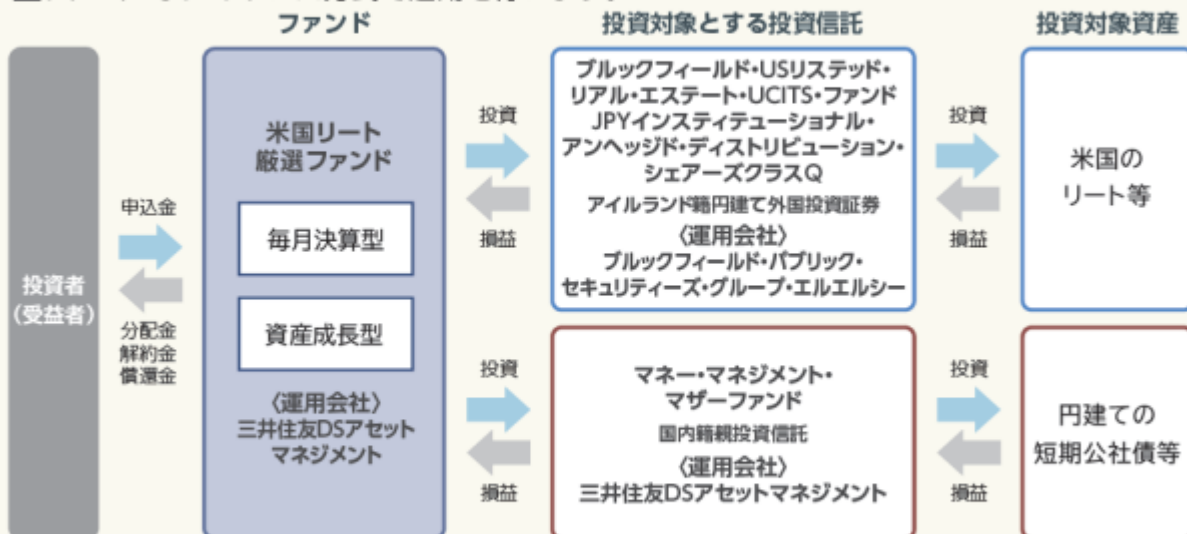 ファンド
投資対象とする投資信託
投資対象資産
投資者
(受益者)
申込金
分配金
解約金
償還金
米国リート
厳選ファンド
毎月決算型
資産成長型
〈運用会社〉
三井住友DSアセット
マネジメント
投資
損益
ブルックフィールド・USリステッド・
リアル・エステート・UCITS・ファンド
JPYインスティテューショナル・
アンヘッジド・ディストリビューション・
シェアーズクラスQ
アイルランド籍円建て外国投資証券
〈運用会社〉
ブルックフィールド・パブリック・
セキュリティーズ・グループ・エルエルシー
投資
損益
米国の
リート等
投資
損益
マネー・マネジメント・
マザーファンド
国内籍親投資信託
〈運用会社〉
三井住友DSアセットマネジメント
投資
損益
円建ての
短期公社債等